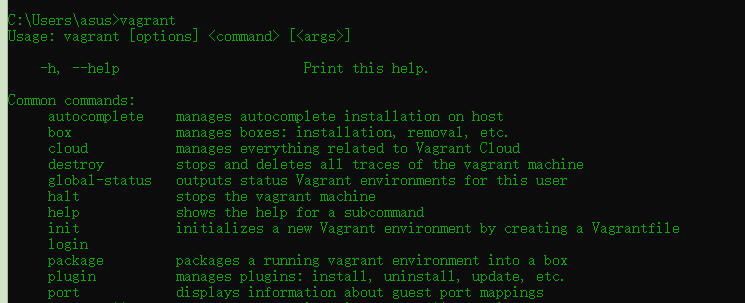 C:\Users\asus>vagrant
Usage: vagrant [options] <command> [<args>]
-h, --help Print this help.
Common commands:
autocomplete manages autocomplete installation on host
box manages boxes: installation, removal, etc.
cloud manages everything related to Vagrant Cloud
destroy stops and deletes all traces of the vagrant machine
global-status outputs status Vagrant environments for this user
halt stops the vagrant machine
help shows the help for a subcommand
init initializes a new Vagrant environment by creating a Vagrantfile
login
package packages a running vagrant environment into a box
plugin manages plugins: install, uninstall, update, etc.
port displays information about guest port mappings